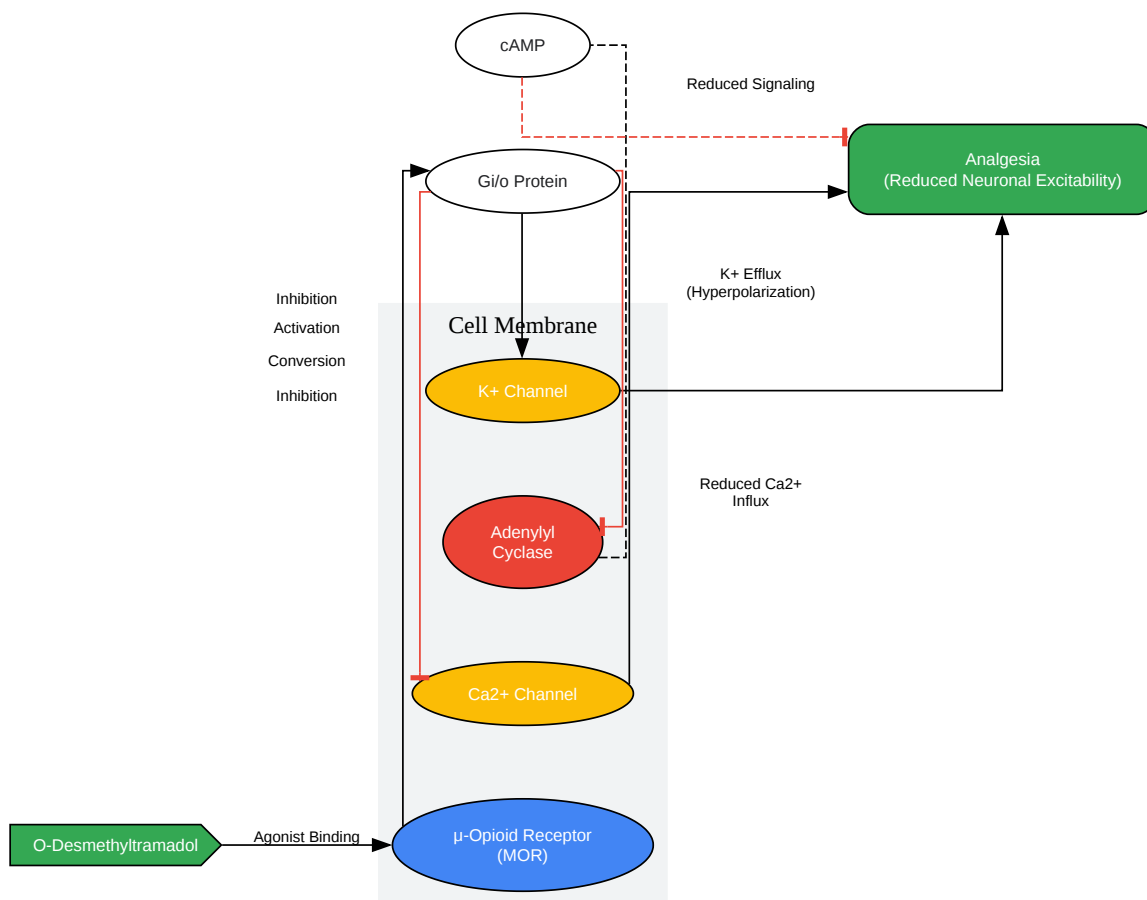 cAMP
Reduced Signaling
Analgesia
(Reduced Neuronal Excitability)
Gi/o Protein
K+ Efflux
(Hyperpolarization)
Inhibition
Activation
Conversion
Inhibition
Cell Membrane
K+ Channel
Reduced Ca2+
Influx
Adenylyl
Cyclase
Ca2+ Channel
O-Desmethyltramadol
Agonist Binding
μ-Opioid Receptor
(MOR)